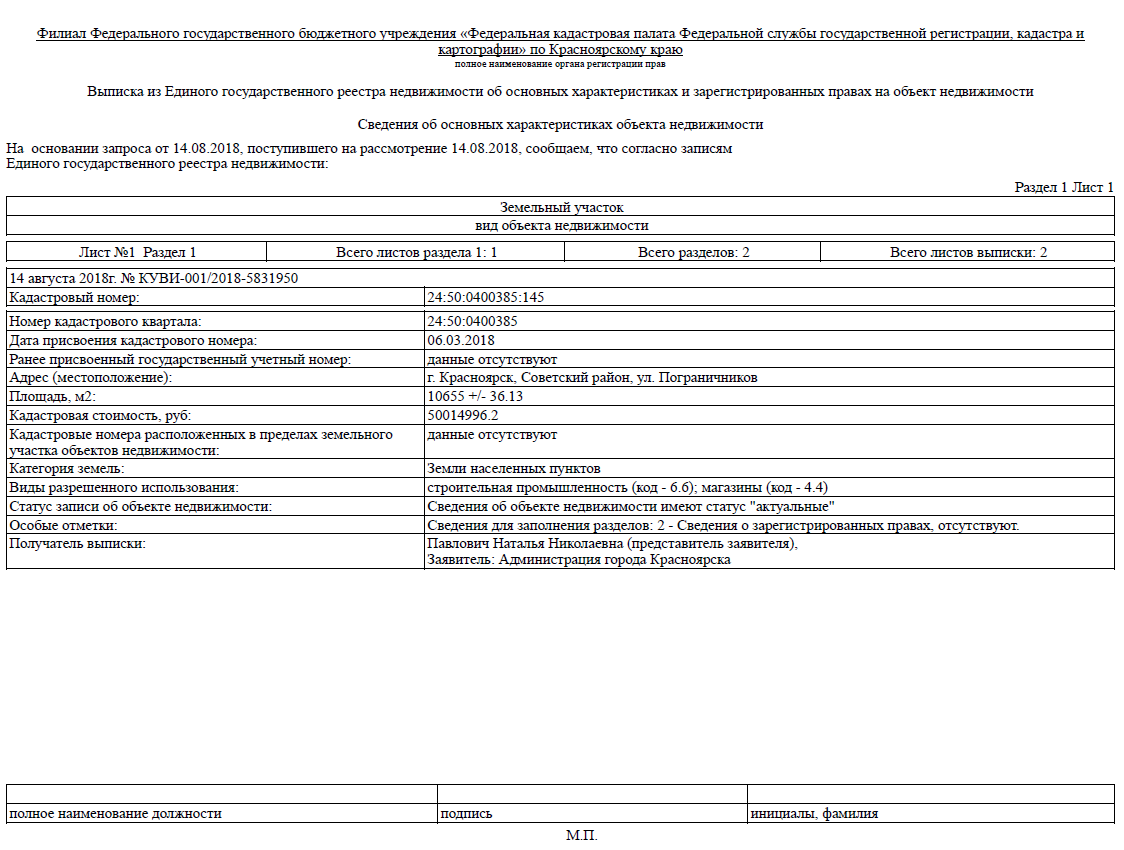 Филиал Федерального государственного бюджетного учреждения «Федеральная кадастровая палата Федеральной службы государственной регистрации, кадастра и
картографии» по Красноярскому краю
полное наименование органа регистрации прав
Выписка из Единого государственного реестра недвижимости об основных характеристиках и зарегистрированных правах на объект недвижимости
Сведения об основных характеристиках объекта недвижимости
На основании запроса от 14.08.2018, поступившего на рассмотрение 14.08.2018, сообщаем, что согласно записям
Единого государственного реестра недвижимости:
Раздел 1 Лист 1
Земельный участок
вид объекта недвижимости
Лист №1 Раздел 1 Всего листов раздела 1: 1 Всего разделов: 2 Всего листов выписки: 2
14 августа 2018г. № КУВИ-001/2018-5831950
Кадастровый номер: 24:50:0400385:145
Номер кадастрового квартала: 24:50:0400385
Дата присвоения кадастрового номера: 06.03.2018
Ранее присвоенный государственный учетный номер: данные отсутствуют
Адрес (местоположение): г. Красноярск, Советский район, ул. Пограничников
Площадь, м2: 10655 +/- 36.13
Кадастровая стоимость, руб: 50014996.2
Кадастровые номера расположенных в пределах земельного данные отсутствуют
участка объектов недвижимости:
Категория земель: Земли населенных пунктов
Виды разрешенного использования: строительная промышленность (код - 6.6); магазины (код - 4.4)
Статус записи об объекте недвижимости: Сведения об объекте недвижимости имеют статус "актуальные"
Особые отметки: Сведения для заполнения разделов: 2 - Сведения о зарегистрированных правах, отсутствуют.
Получатель выписки: Павлович Наталья Николаевна (представитель заявителя),
Заявитель: Администрация города Красноярска
полное наименование должности подпись инициалы, фамилия
М.П.